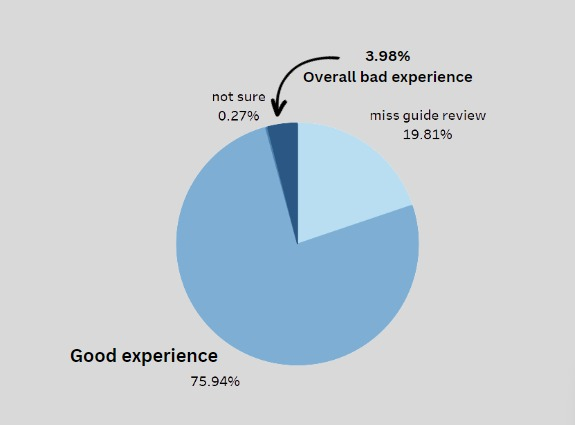 3.98%
Overall bad experience
not sure
0.27%
miss guide review
19.81%
Good experience
75.94%